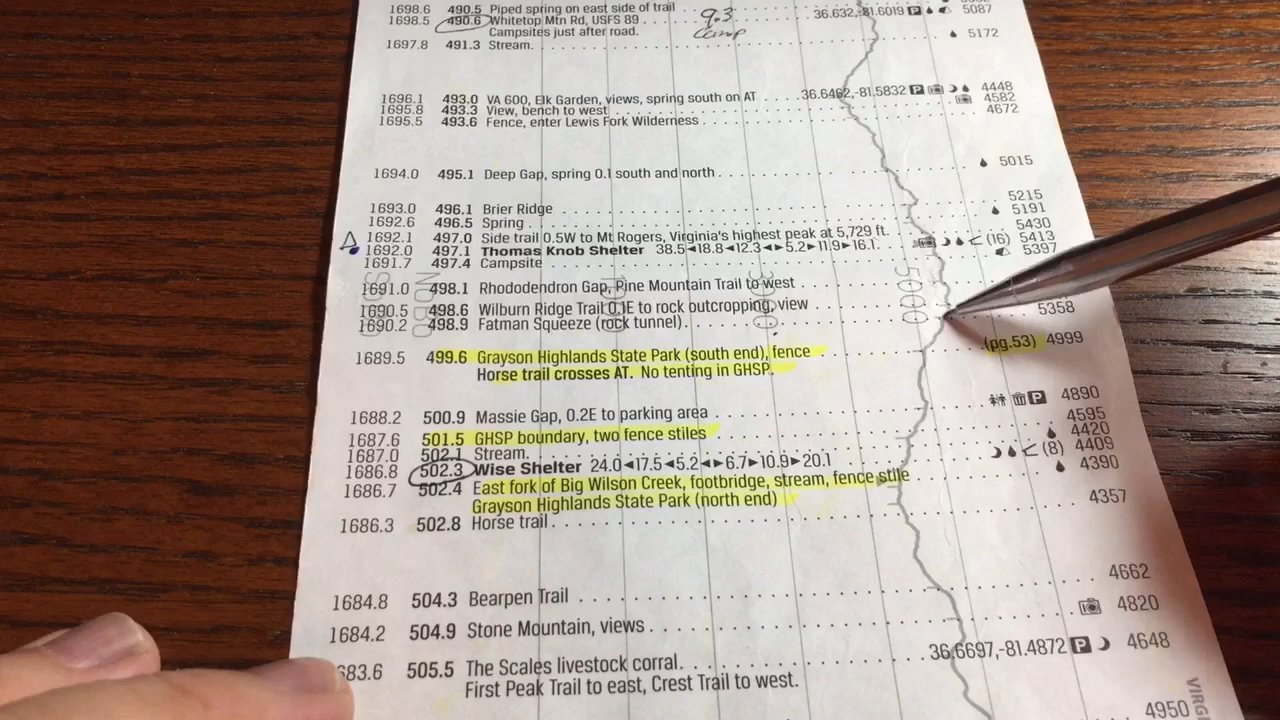 1698.6 490.5 Piped spring on east side of trail
1698.5 490.6 Whitetop Mtn Rd, USFS 89 36.632,-81.6019 P 5087
Campsites just after road.
9.3
camp
1697.8 491.3 Stream. 5172
1696.1 493.0 VA 600, Elk Garden, views, spring south on AT 36.6462,-81.5832 P 4448
1695.8 493.3 View, bench to west 4582
1695.5 493.6 Fence, enter Lewis Fork Wilderness 4672
1694.0 495.1 Deep Gap, spring 0.1 south and north 5015
1693.0 496.1 Brier Ridge 5215
1692.6 496.5 Spring 5191
1692.1 497.0 Side trail 0.5W to Mt Rogers, Virginia's highest peak at 5,729 ft. 5430
1692.0 497.1 Thomas Knob Shelter 38.5◄18.8◄12.3◄►5.2►11.9►16.1 (16) 5413
1691.7 497.4 Campsite 5397
SOBO NOBO 1000 3000 5000
1691.0 498.1 Rhododendron Gap, Pine Mountain Trail to west
1690.5 498.6 Wilburn Ridge Trail 0.1E to rock outcropping, view
1690.2 498.9 Fatman Squeeze (rock tunnel) 5358
1689.5 499.6 Grayson Highlands State Park (south end), fence (pg.53) 4999
Horse trail crosses AT. No tenting in GHSP.
1688.2 500.9 Massie Gap, 0.2E to parking area P 4890
1687.6 501.5 GHSP boundary, two fence stiles 4595
1687.0 502.1 Stream. 4420
1686.8 502.3 Wise Shelter 24.0◄17.5◄5.2◄►6.7►10.9►20.1 (8) 4409
1686.7 502.4 East fork of Big Wilson Creek, footbridge, stream, fence stile 4390
Grayson Highlands State Park (north end)
1686.3 502.8 Horse trail 4357
1684.8 504.3 Bearpen Trail 4662
1684.2 504.9 Stone Mountain, views 4820
683.6 505.5 The Scales livestock corral. 36.6697,-81.4872 P 4648
First Peak Trail to east, Crest Trail to west.
4950
VIRG